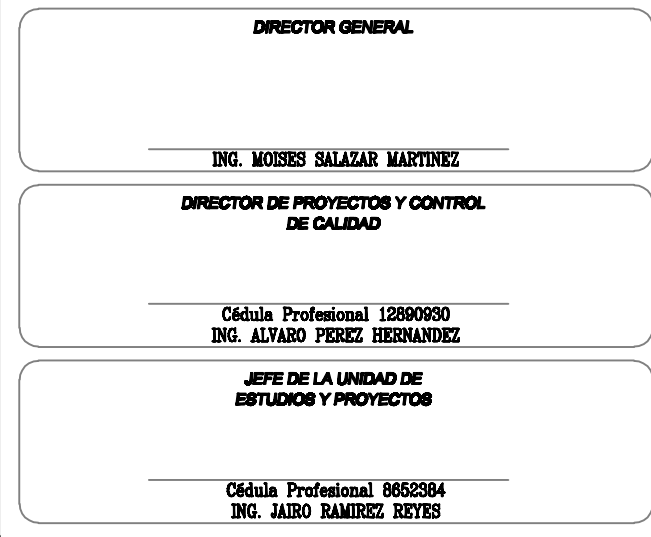 DIRECTOR GENERAL
ING. MOISES SALAZAR MARTINEZ
DIRECTOR DE PROYECTOS Y CONTROL
DE CALIDAD
Cédula Profesional 12890930
ING. ALVARO PEREZ HERNANDEZ
JEFE DE LA UNIDAD DE
ESTUDIOS Y PROYECTOS
Cédula Profesional 8652384
ING. JAIRO RAMIREZ REYES